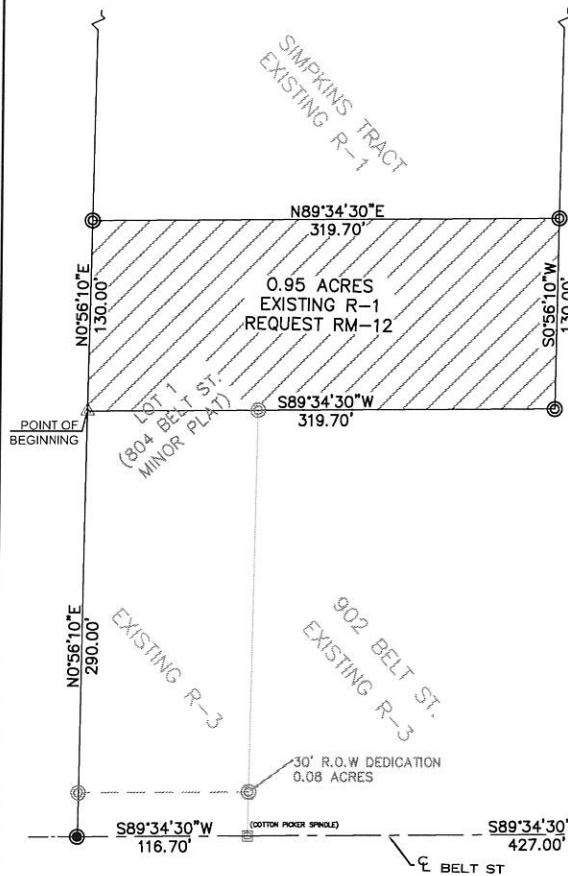 SIMPKINS TRACT
EXISTING R-1
N89°34'30"E
319.70'
N0°56'10"E
130.00'
0.95 ACRES
EXISTING R-1
REQUEST RM-12
S0°56'10"W
130.00'
LOT 1
(804 BELT ST.
MINOR PLAT)
S89°34'30"W
319.70'
POINT OF
BEGINNING
N0°56'10"E
290.00'
EXISTING R-3
902 BELT ST.
EXISTING R-3
30' R.O.W DEDICATION
0.08 ACRES
S89°34'30"W
116.70'
(COTTON PICKER SPINDLE)
S89°34'30"
427.00'
℄ BELT ST